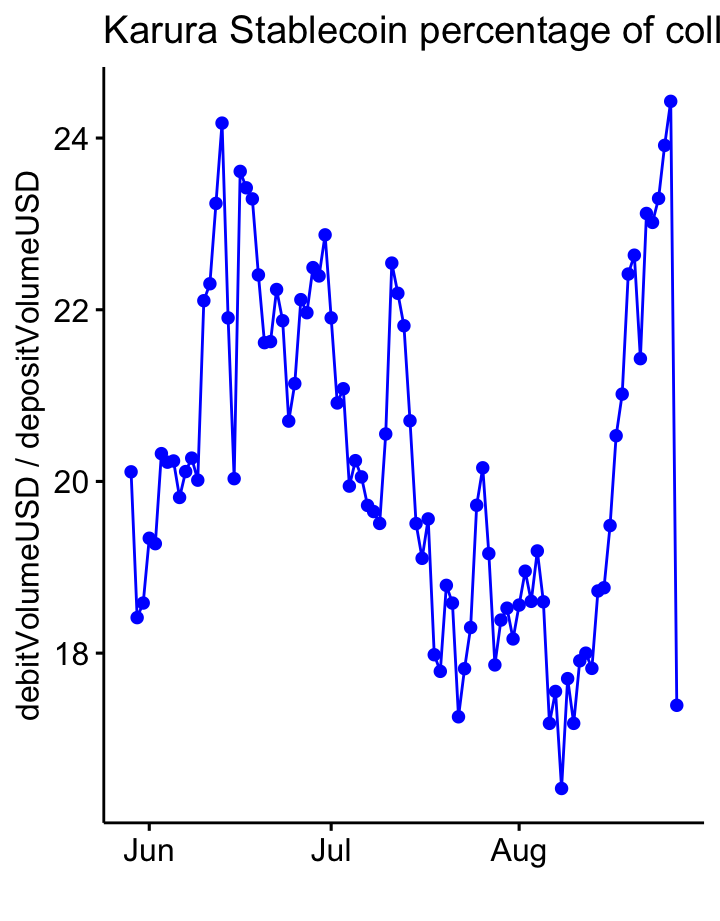 Karura Stablecoin percentage of coll
debitVolumeUSD / depositVolumeUSD
24
22
20
18
Jun Jul Aug